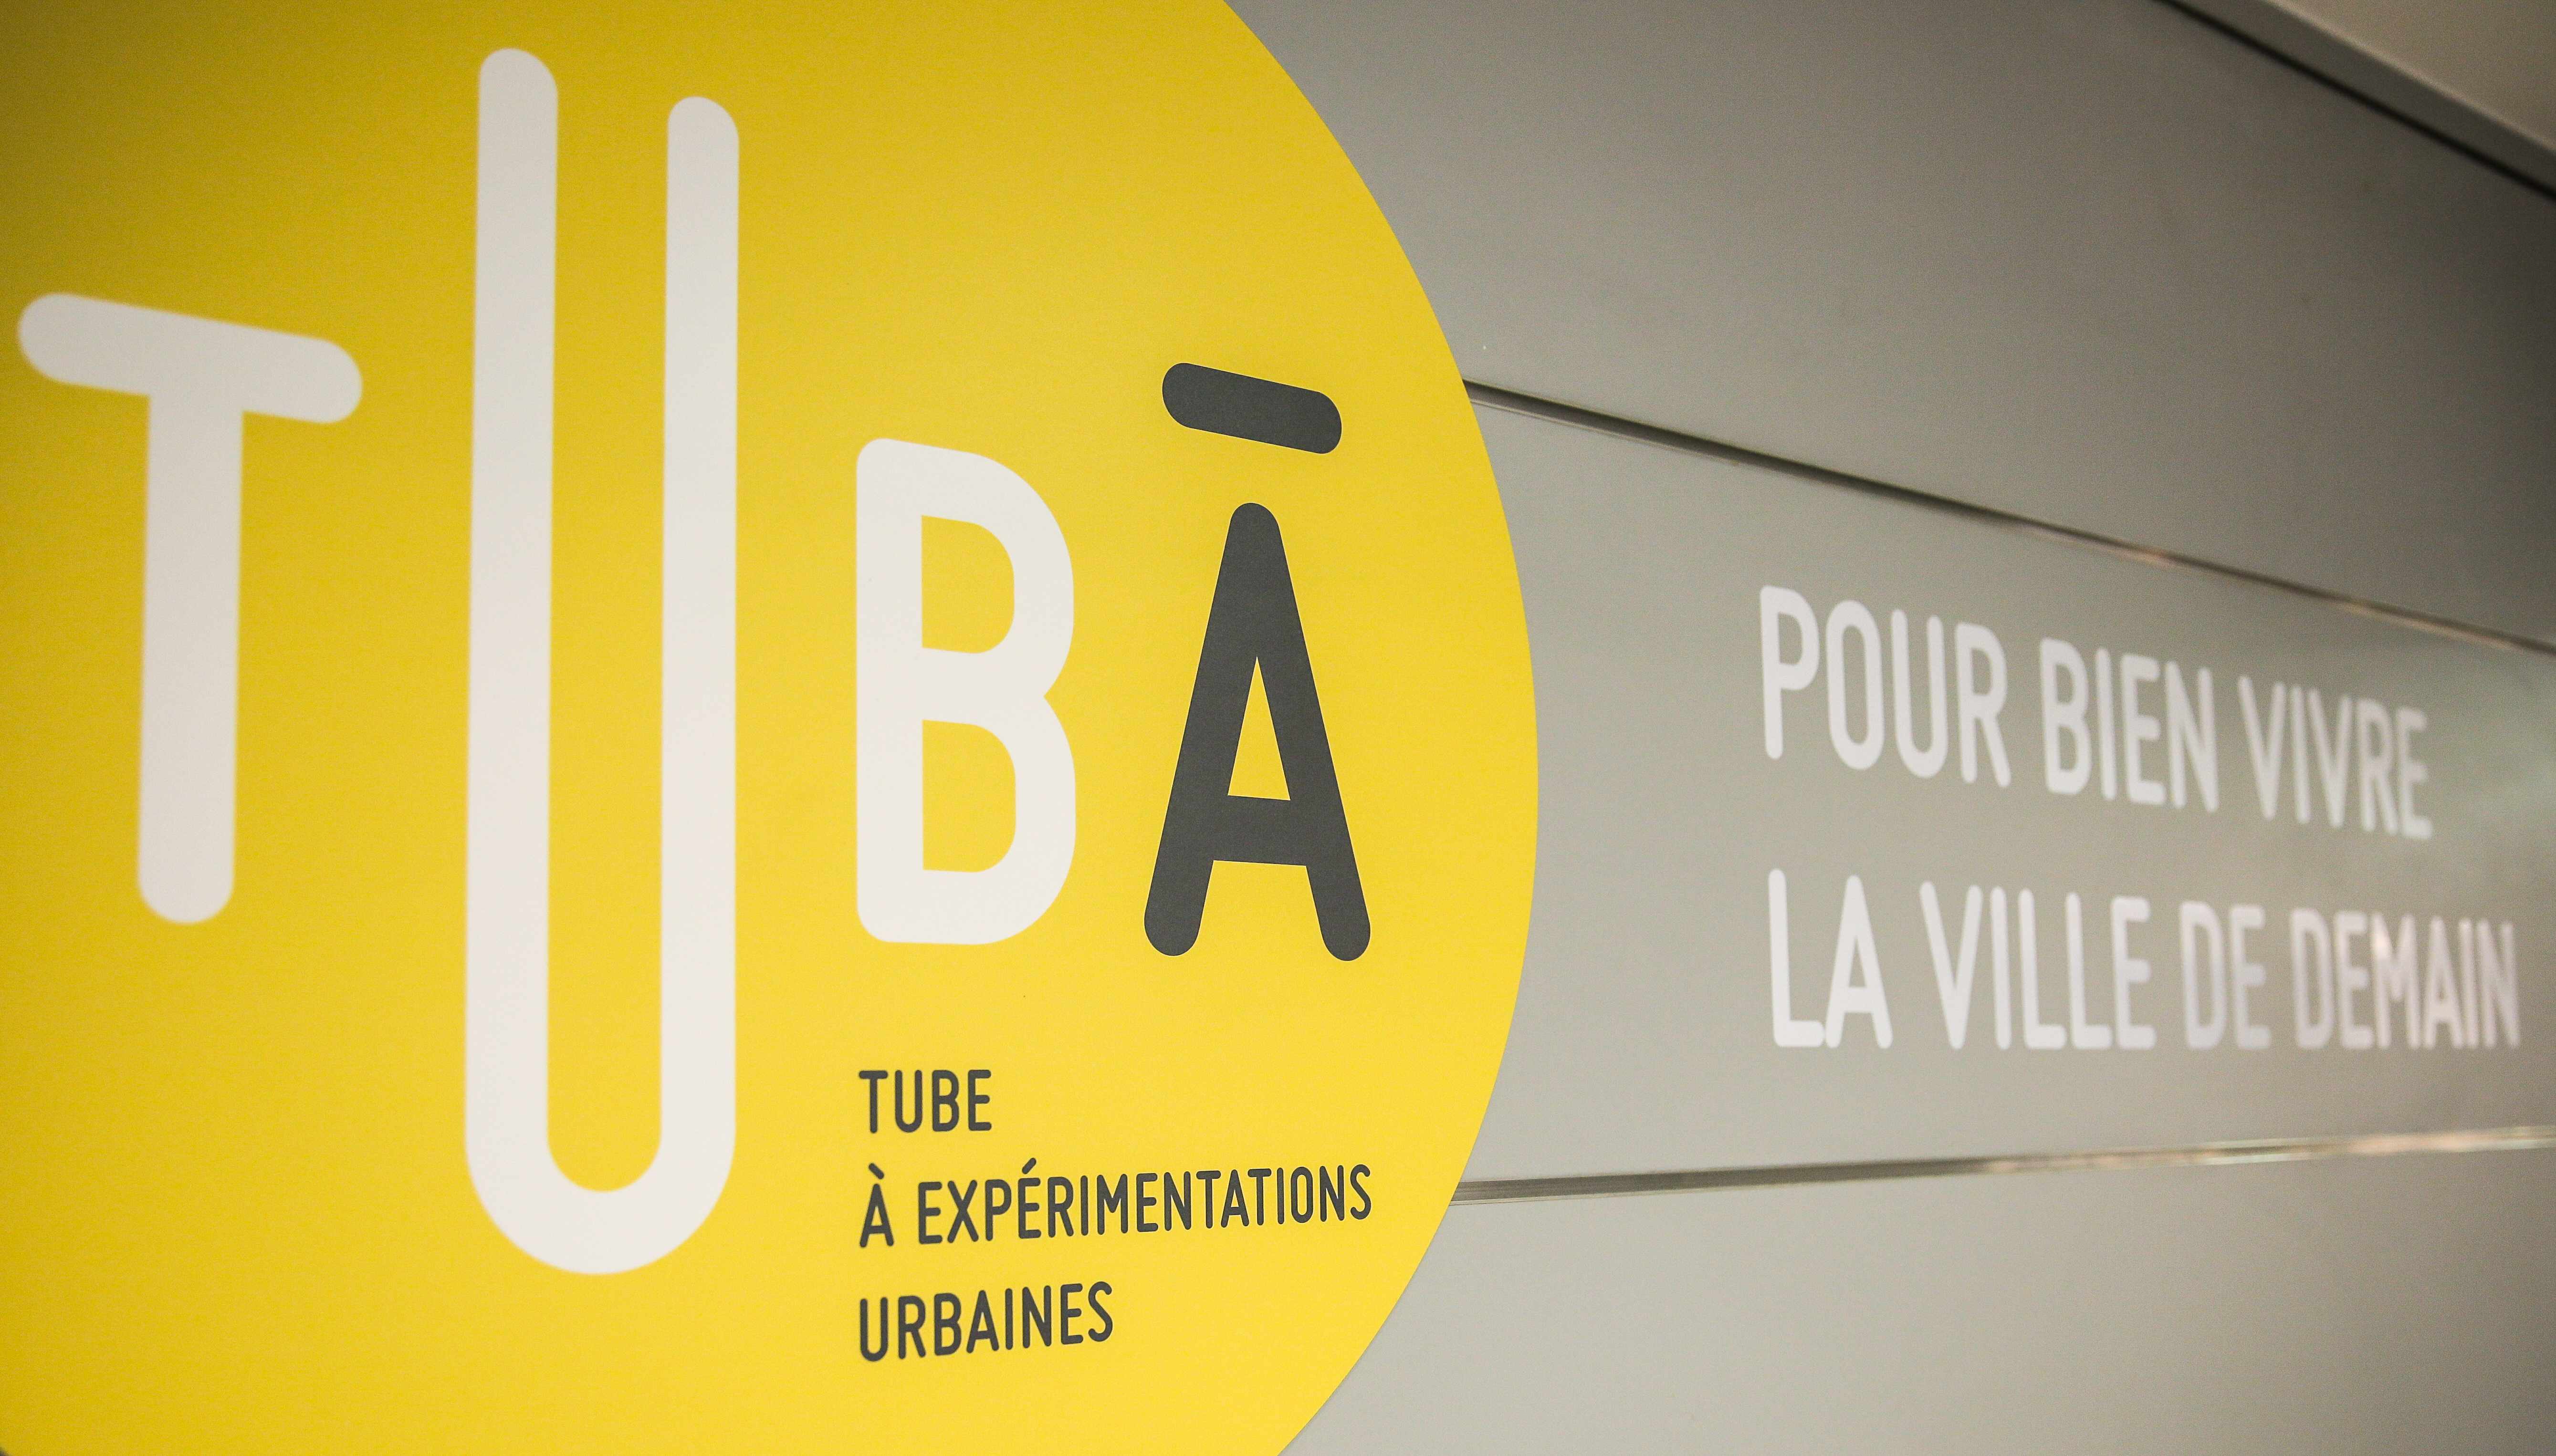 TUBĀ
TUBE
À EXPÉRIMENTATIONS
URBAINES
POUR BIEN VIVRE
LA VILLE DE DEMAIN